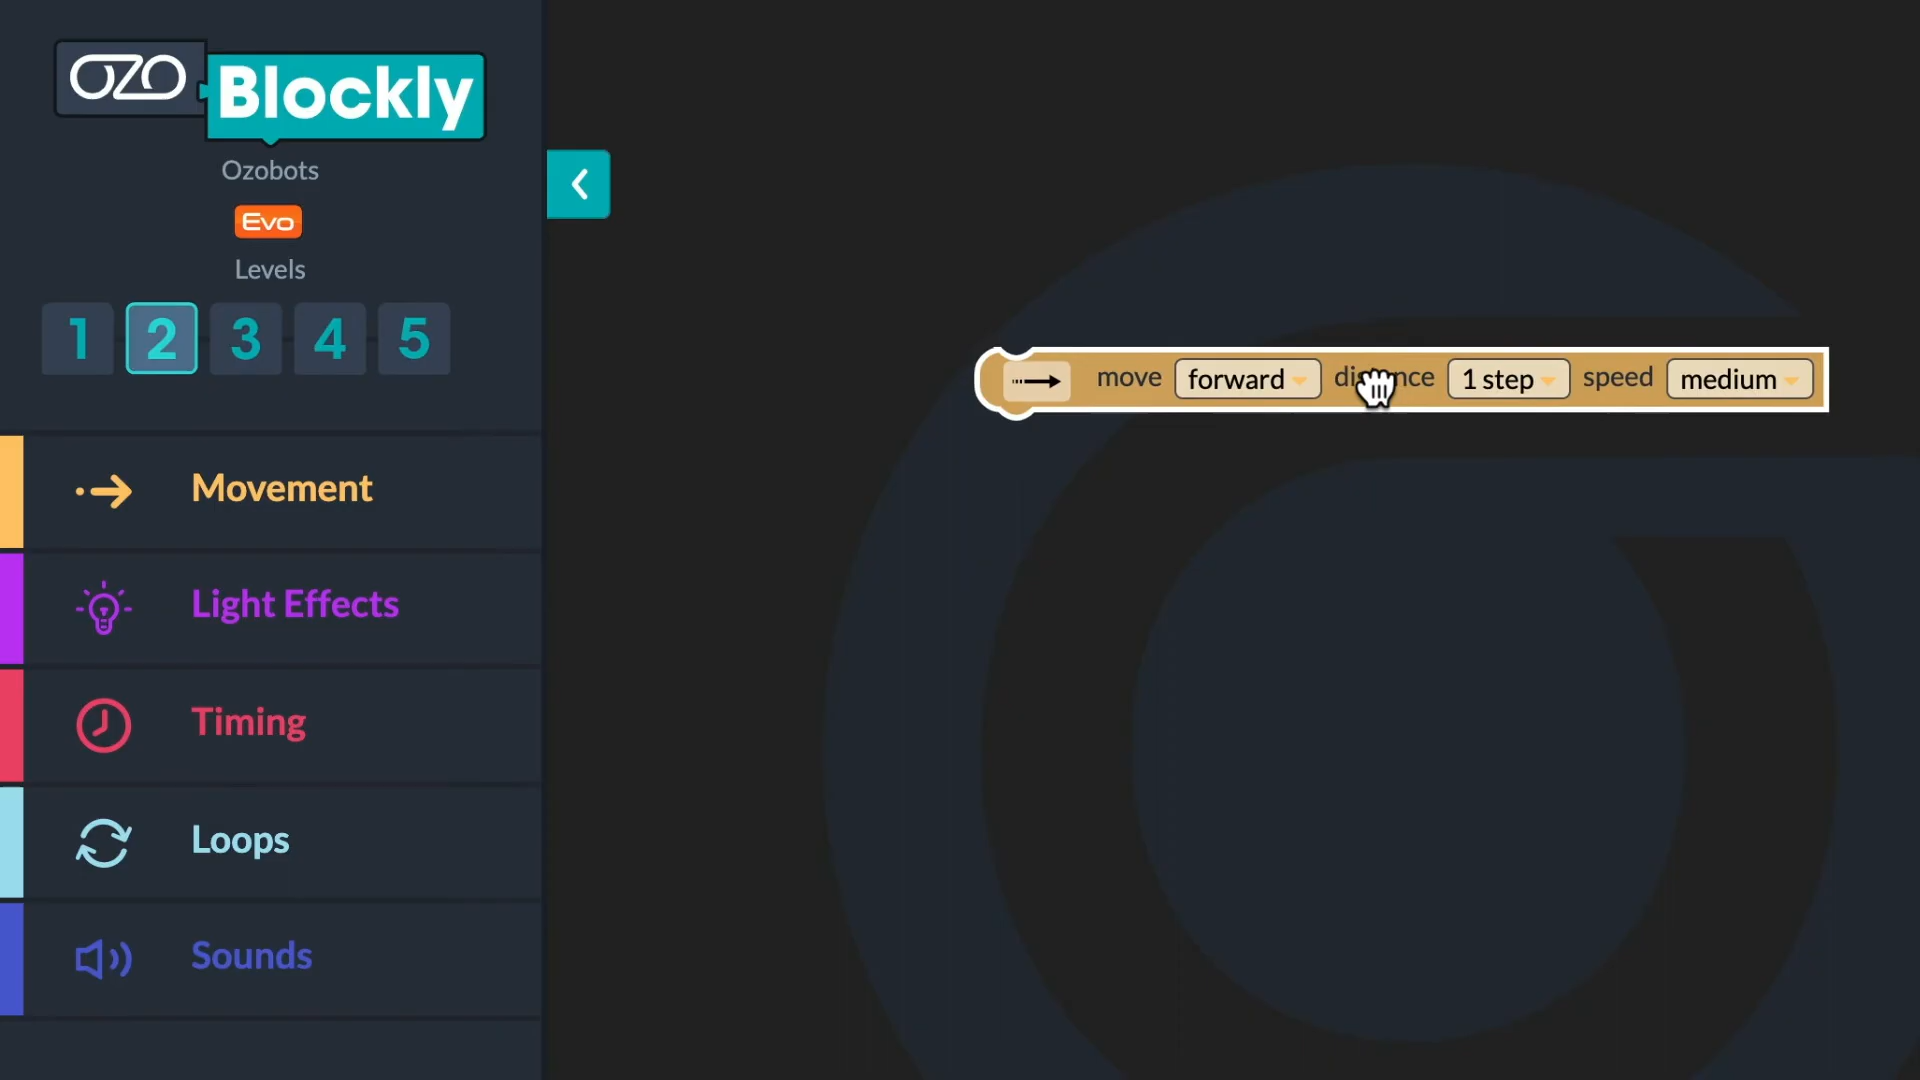 OZO
Blockly
Ozobots
Evo
Levels
1 2 3 4 5
move forward distance 1 step speed medium
Movement
Light Effects
Timing
Loops
Sounds